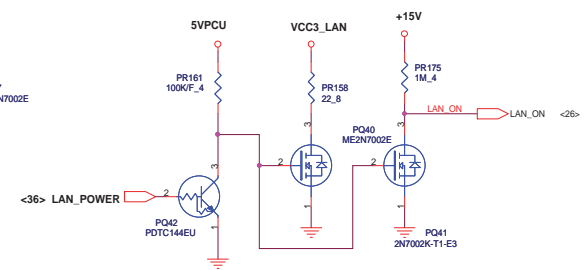 5VPCU
VCC3_LAN
+15V
PR161
100K/F_4
PR158
22_8
PR175
1M_4
N7002E
LAN_ON
LAN_ON <26>
3
3
3
PQ40
ME2N7002E
2
2
2
<36> LAN_POWER
1
1
1
PQ42
PDTC144EU
PQ41
2N7002K-T1-E3